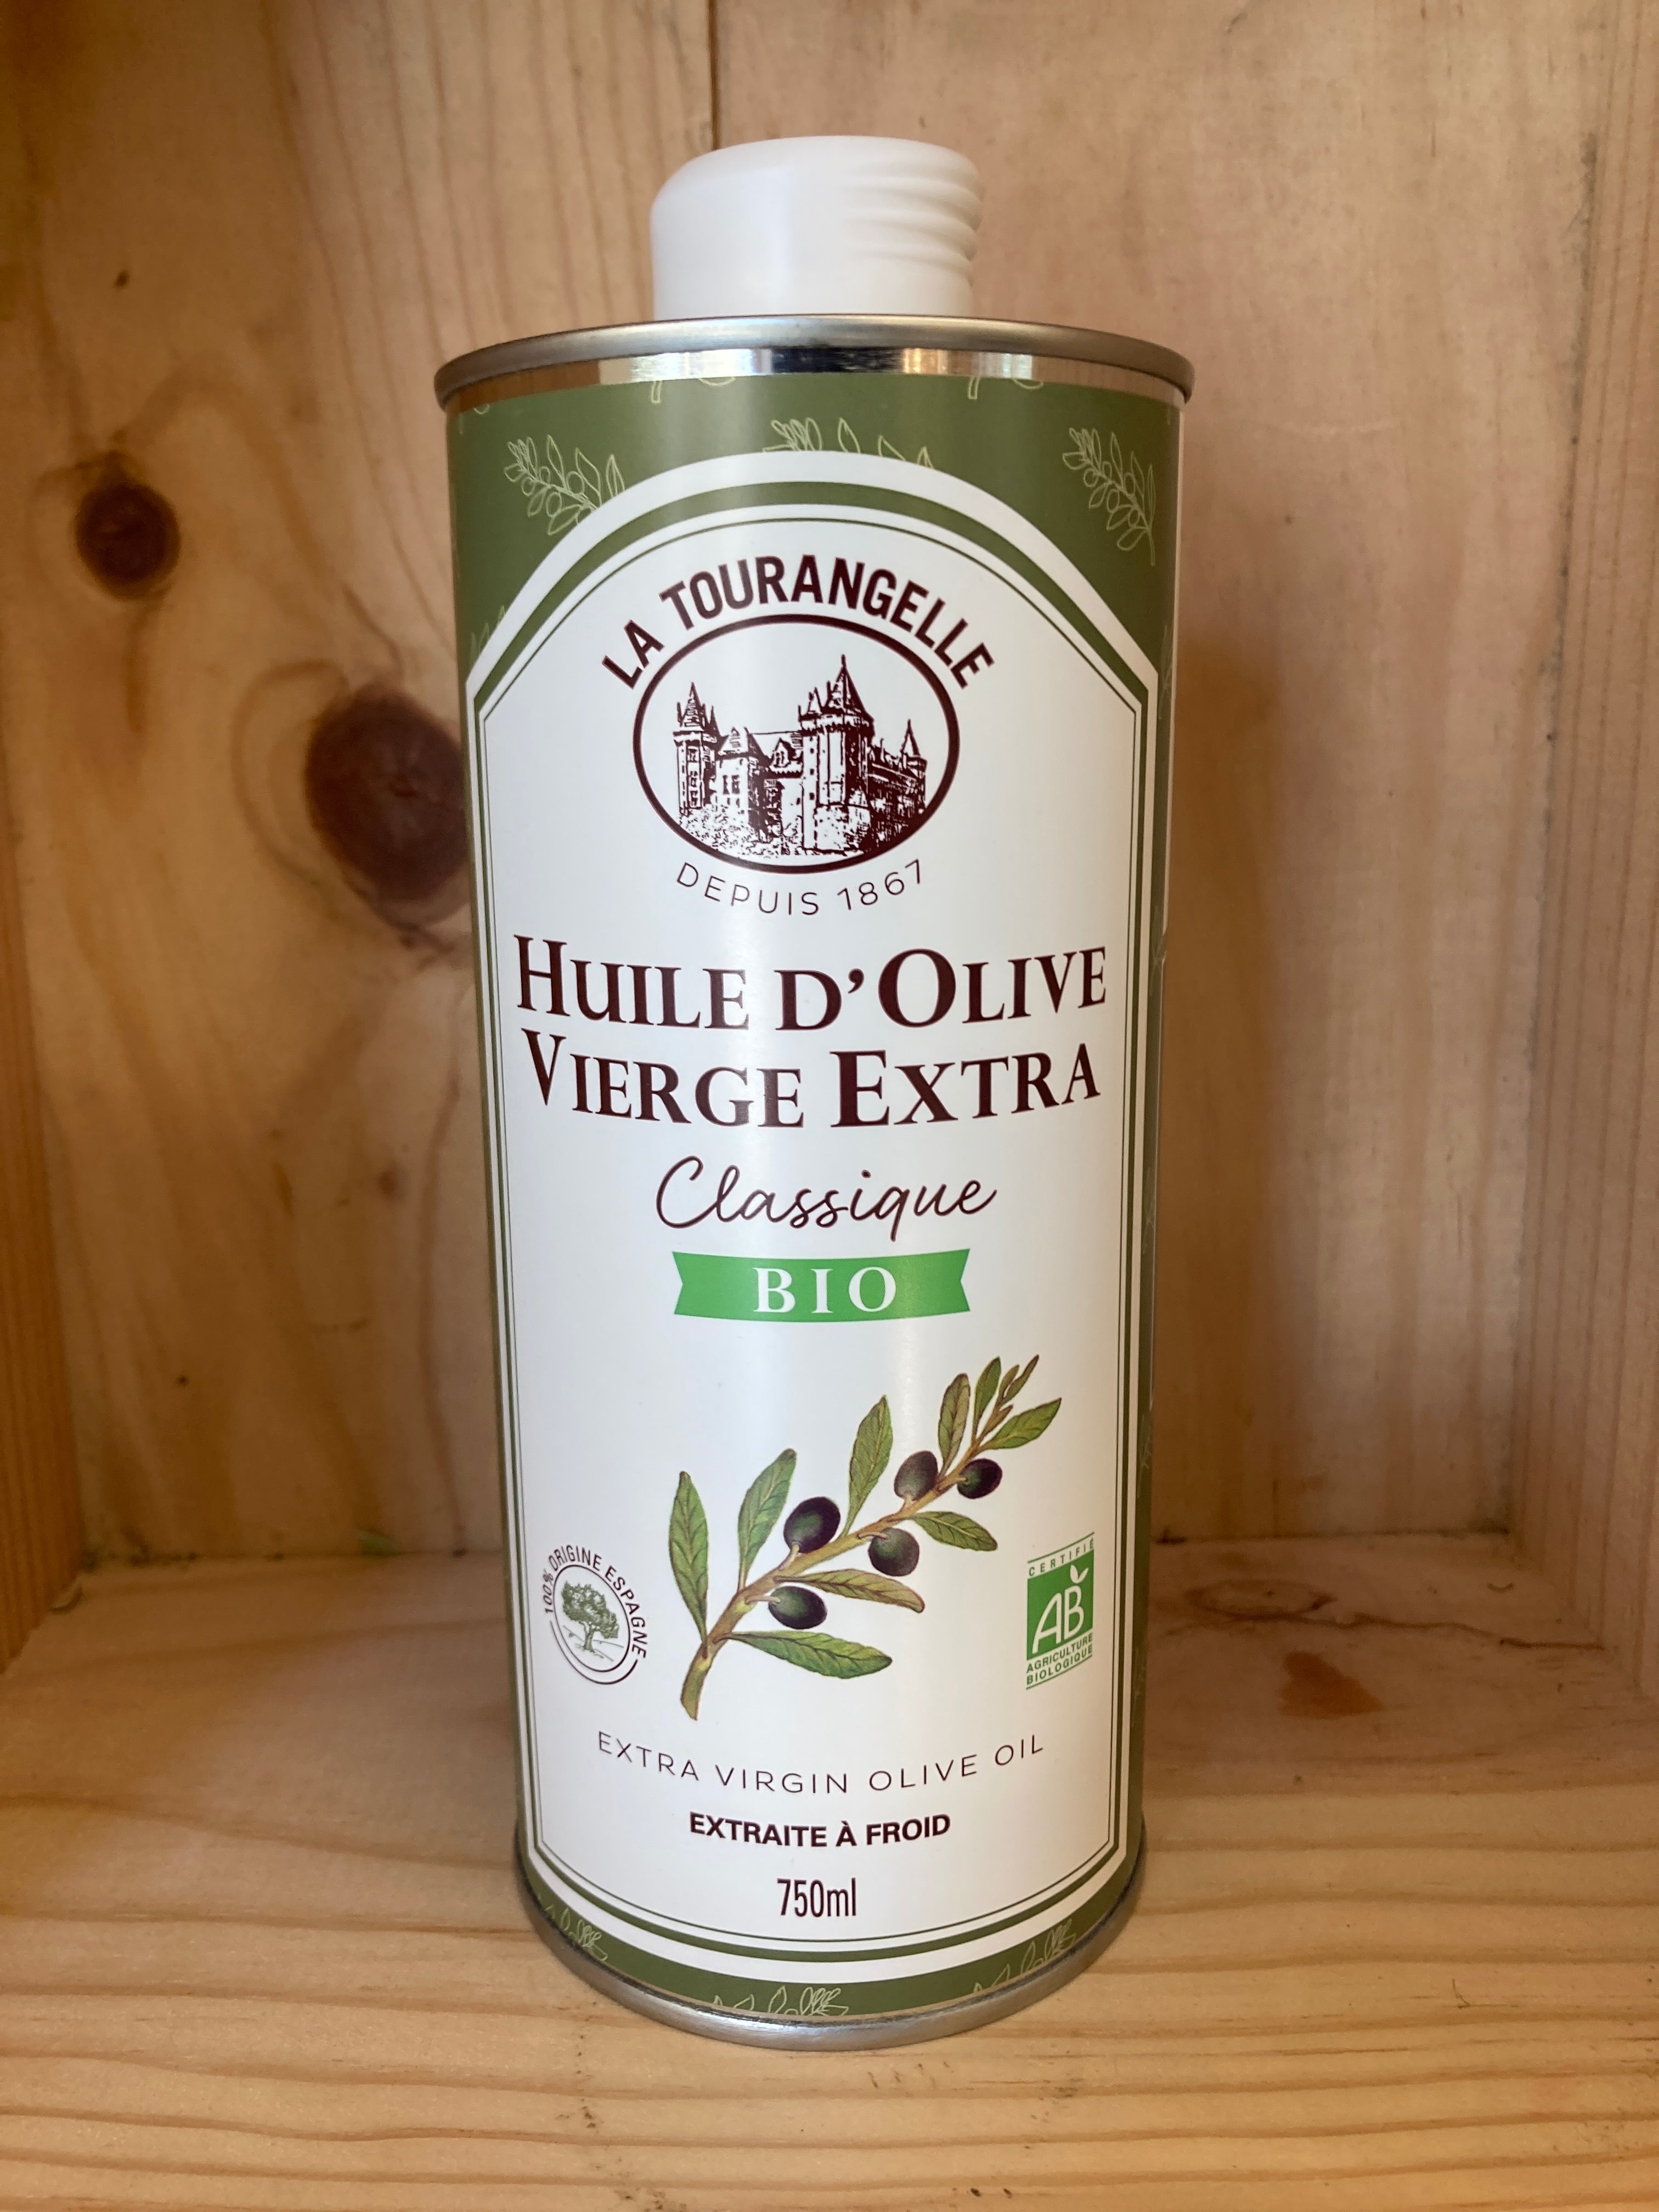 LA TOURANGELLE
DEPUIS 1867
HUILE D'OLIVE
VIERGE EXTRA
Classique
BIO
100% ORIGINE ESPAGNE
CERTIFIÉ
AB
AGRICULTURE
BIOLOGIQUE
EXTRA VIRGIN OLIVE OIL
EXTRAITE À FROID
750ml